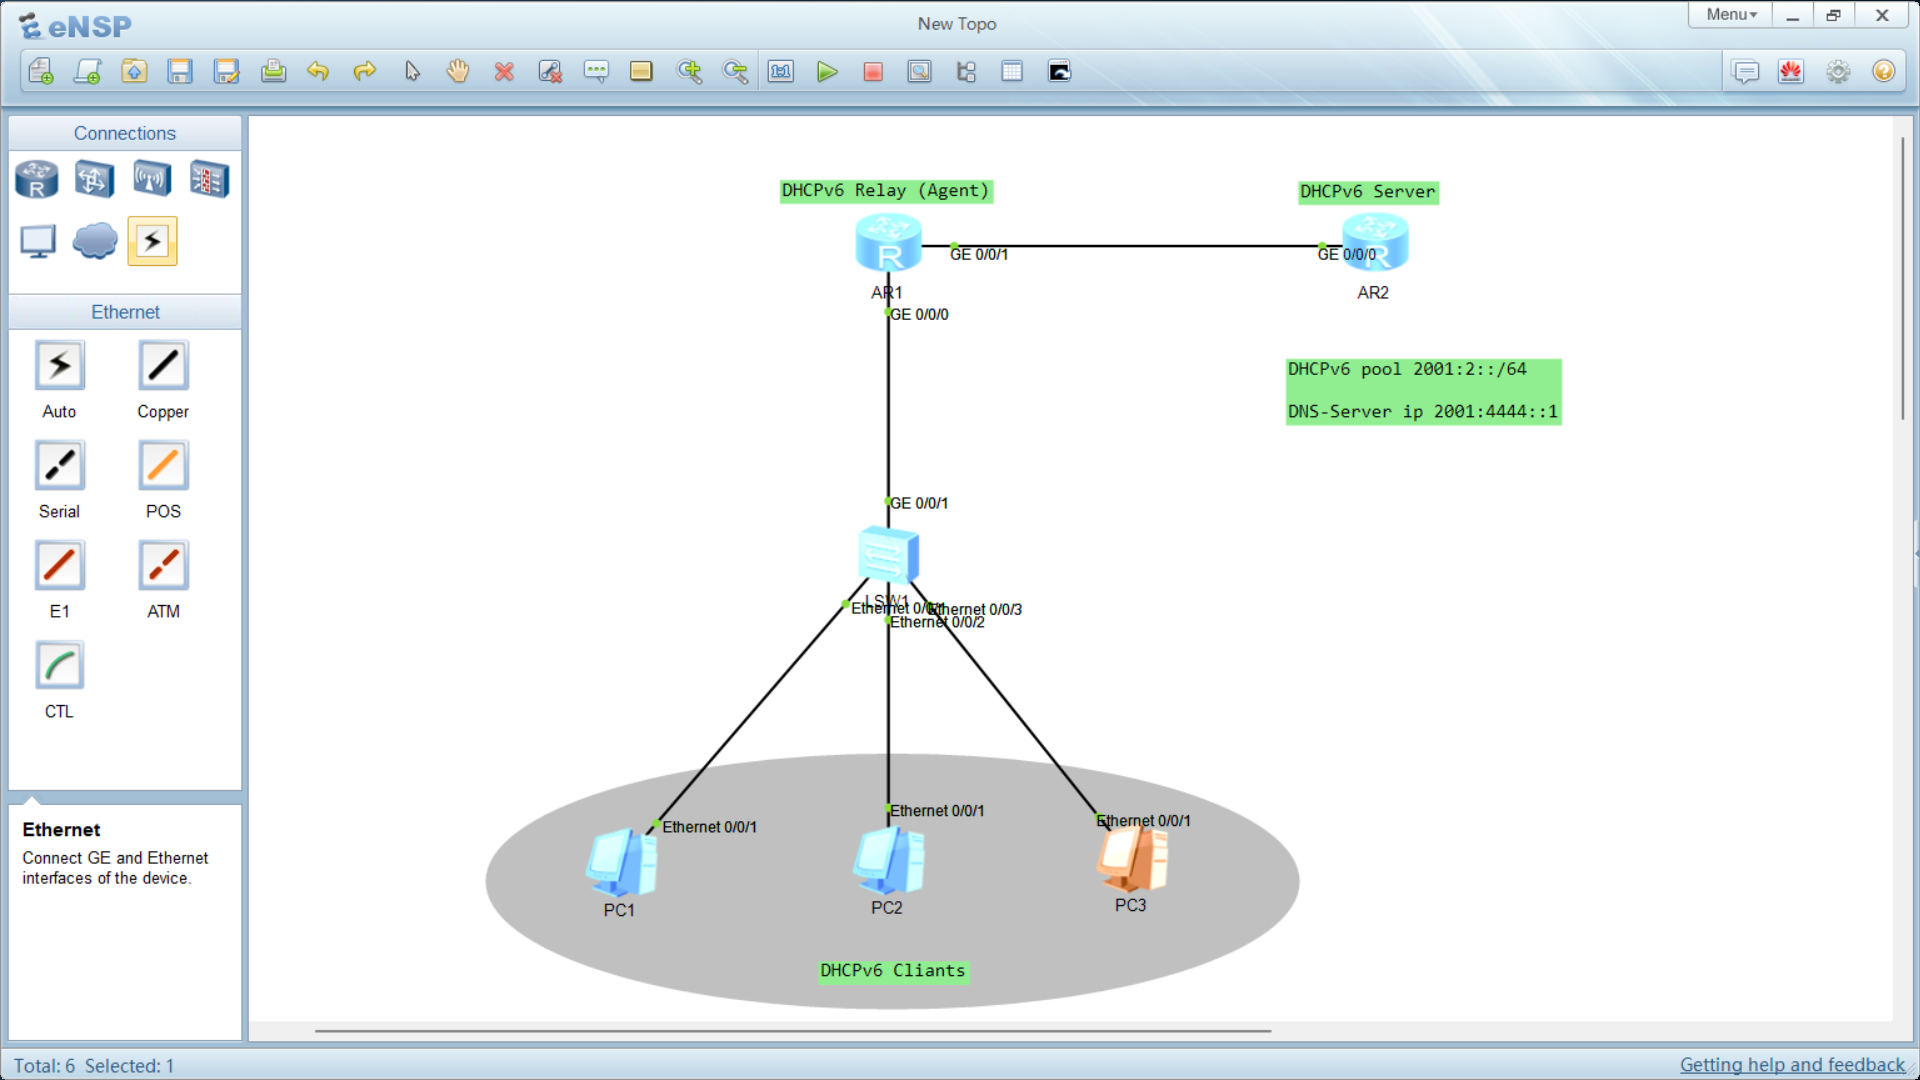 eNSP
New Topo
Menu
Connections
R
Ethernet
Auto
Copper
Serial
POS
E1
ATM
CTL
Ethernet
Connect GE and Ethernet
interfaces of the device.
DHCPv6 Relay (Agent)
DHCPv6 Server
R
GE 0/0/1
GE 0/0/0
R
AR1
AR2
GE 0/0/0
DHCPv6 pool 2001:2::/64
DNS-Server ip 2001:4444::1
GE 0/0/1
LSW1
Ethernet 0/0/1
Ethernet 0/0/3
Ethernet 0/0/2
Ethernet 0/0/1
Ethernet 0/0/1
Ethernet 0/0/1
PC1
PC2
PC3
DHCPv6 Cliants
Total: 6 Selected: 1
Getting help and feedback